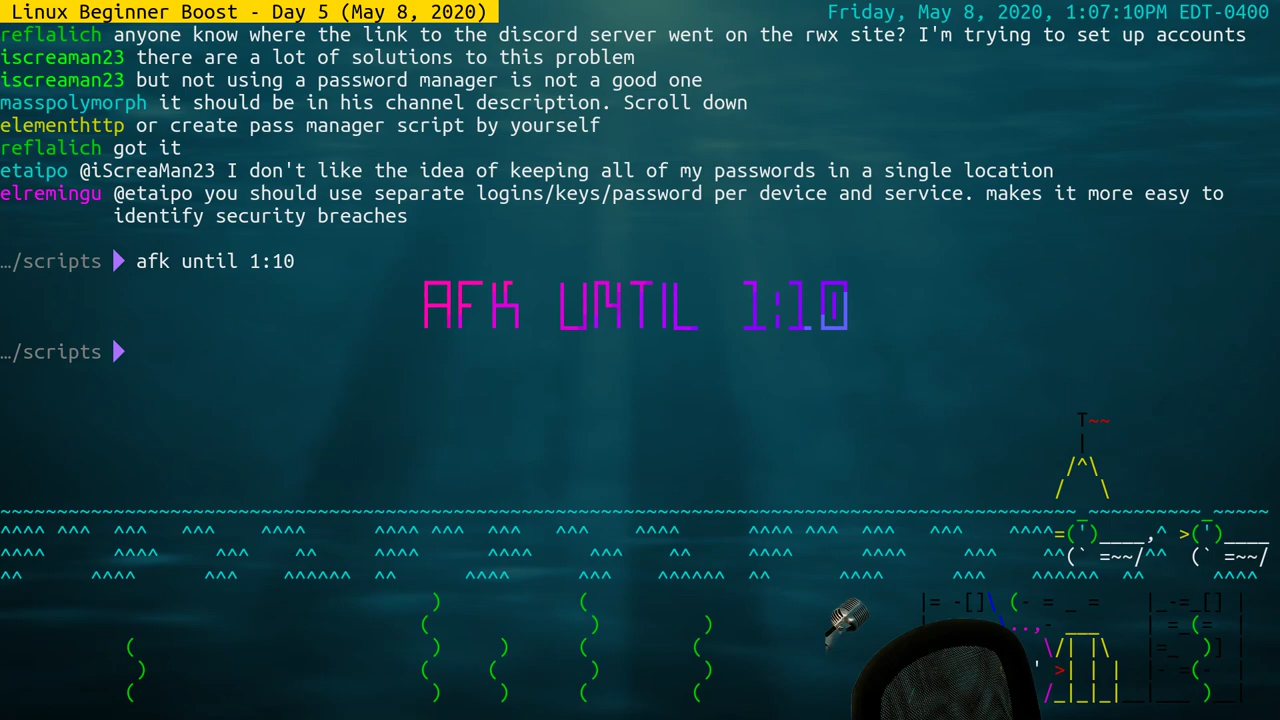 Linux Beginner Boost - Day 5 (May 8, 2020)
Friday, May 8, 2020, 1:07:10PM EDT-0400
reflalich anyone know where the link to the discord server went on the rwx site? I'm trying to set up accounts
iscreaman23 there are a lot of solutions to this problem
iscreaman23 but not using a password manager is not a good one
masspolymorph it should be in his channel description. Scroll down
elementhttp or create pass manager script by yourself
reflalich got it
etaipo @iScreaMan23 I don't like the idea of keeping all of my passwords in a single location
elremingu @etaipo you should use separate logins/keys/password per device and service. makes it more easy to
identify security breaches
…/scripts afk until 1:10
AFK UNTIL 1:10
…/scripts